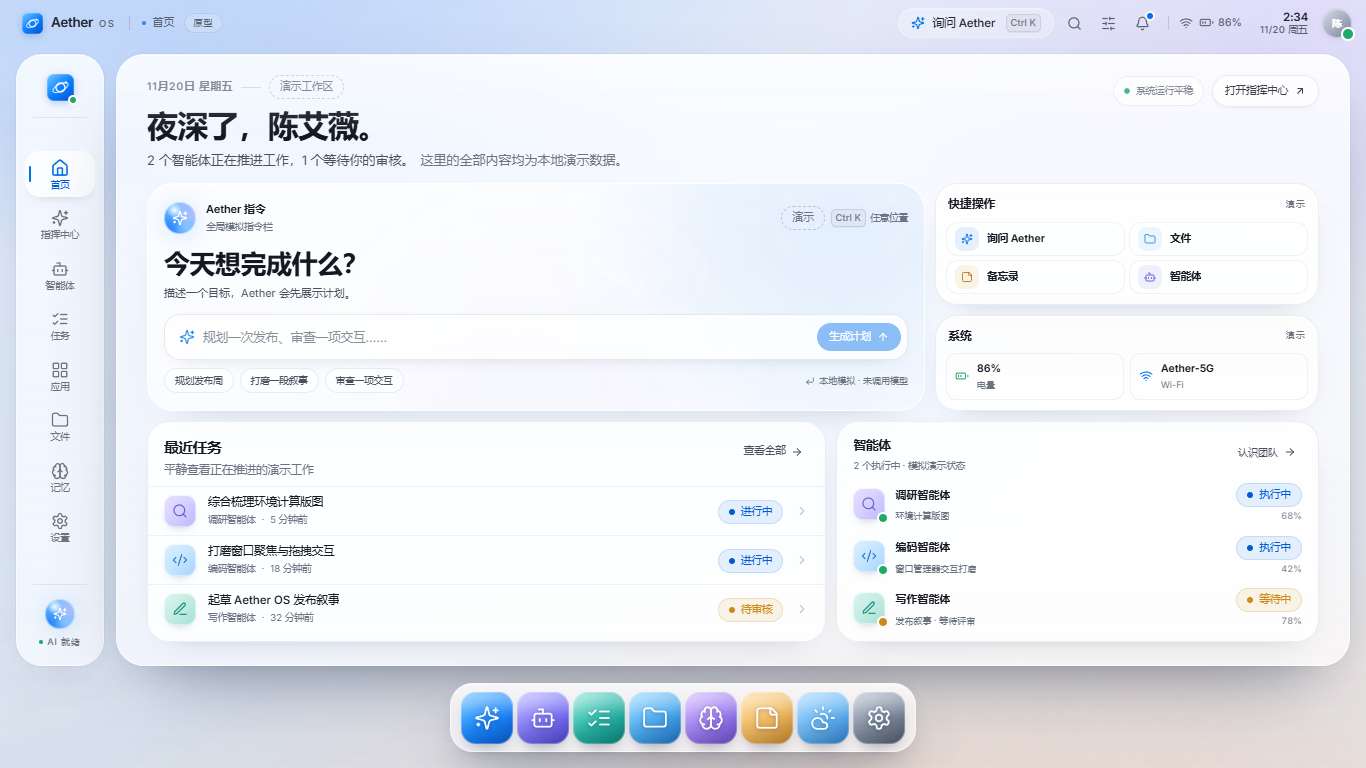 Aether OS
首页
原型
询问 Aether
Ctrl K
86%
2:34
11/20 周五
陈
11月20日 星期五
演示工作区
系统运行平稳
打开指挥中心
夜深了，陈艾薇。
2 个智能体正在推进工作，1 个等待你的审核。 这里的全部内容均为本地演示数据。
首页
指挥中心
智能体
任务
应用
文件
记忆
设置
AI 就绪
Aether 指令
全局模拟指令栏
演示
Ctrl K
任意位置
今天想完成什么？
描述一个目标，Aether 会先展示计划。
规划一次发布、审查一项交互……
生成计划
规划发布周
打磨一段叙事
审查一项交互
本地模拟 · 未调用模型
快捷操作
演示
询问 Aether
文件
备忘录
智能体
系统
演示
86%
电量
Aether-5G
Wi-Fi
最近任务
平静查看正在推进的演示工作
查看全部
综合梳理环境计算版图
调研智能体 · 5 分钟前
进行中
打磨窗口聚焦与拖拽交互
编码智能体 · 18 分钟前
进行中
起草 Aether OS 发布叙事
写作智能体 · 32 分钟前
待审核
智能体
2 个执行中 · 模拟演示状态
认识团队
调研智能体
环境计算版图
执行中
68%
编码智能体
窗口管理器交互打磨
执行中
42%
写作智能体
发布叙事 · 等待评审
等待中
78%